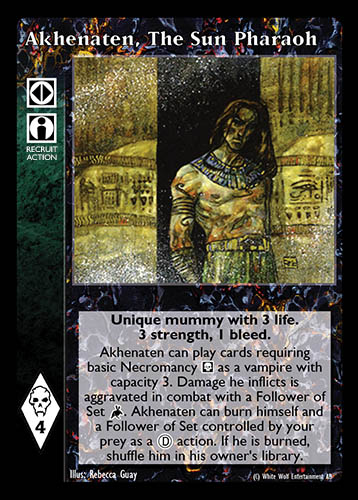 Akhenaten, The Sun Pharaoh
RECRUIT
ACTION
Unique mummy with 3 life.
3 strength, 1 bleed.
Akhenaten can play cards requiring
basic Necromancy as a vampire with
capacity 3. Damage he inflicts is
aggravated in combat with a Follower of
Set. Akhenaten can burn himself and
a Follower of Set controlled by
your prey as a Ⓓ action. If he is burned,
shuffle him in his owner's library.
4
Illus: Rebecca Guay
(C) White Wolf Entertainment AB